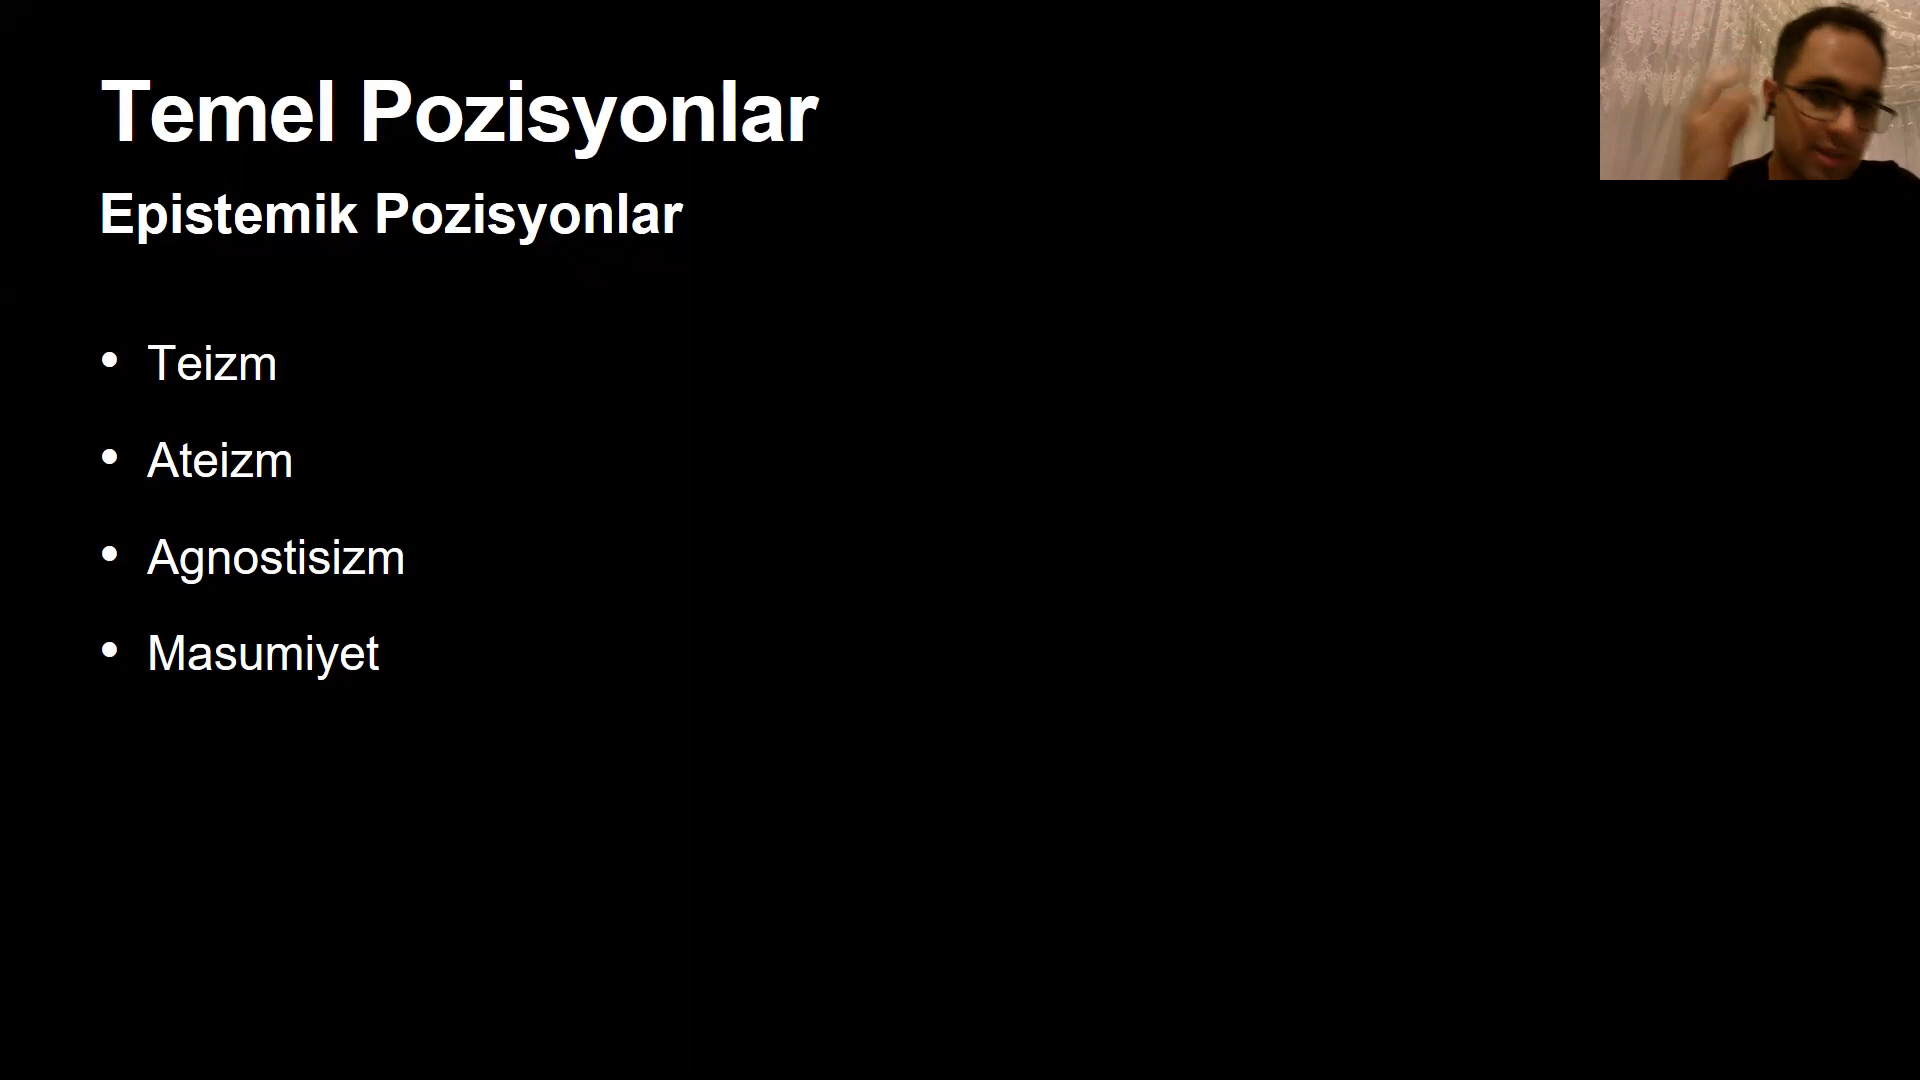 Temel Pozisyonlar
Epistemik Pozisyonlar
• Teizm
• Ateizm
• Agnostisizm
• Masumiyet